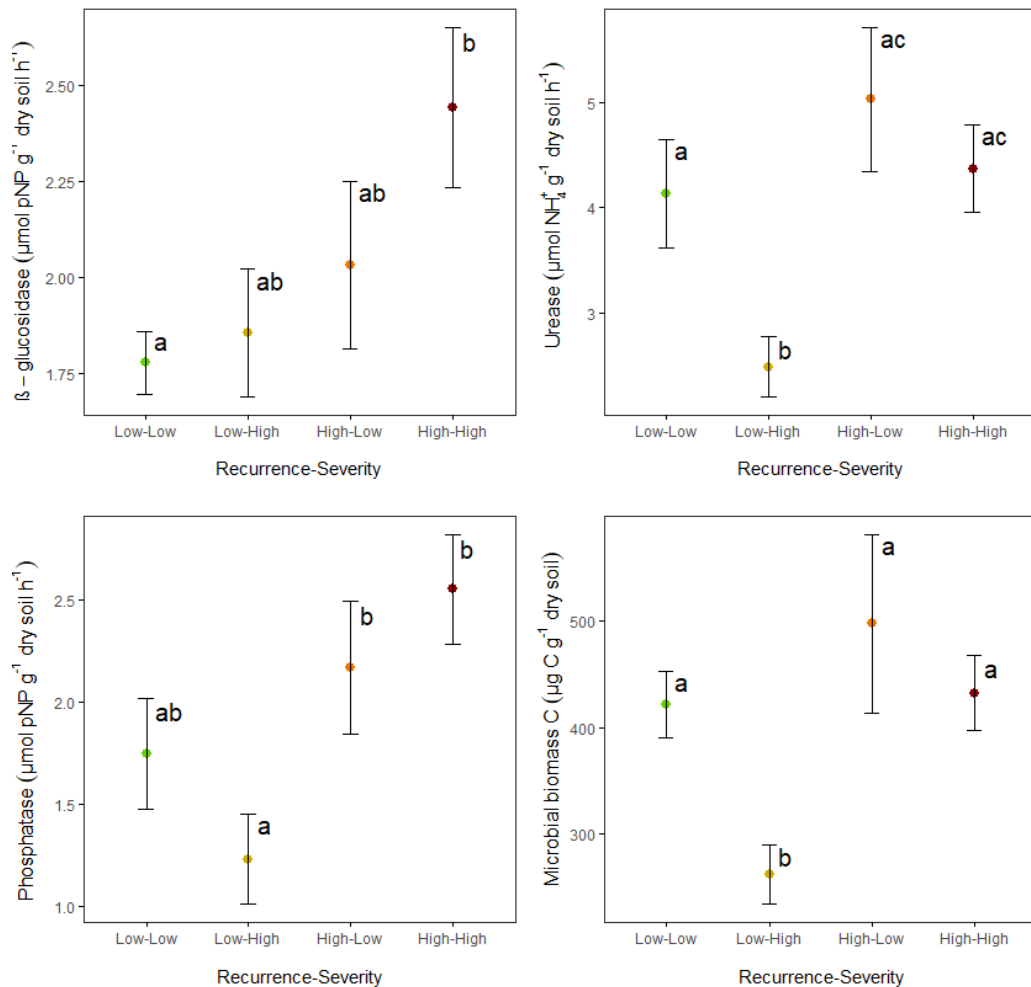 ß – glucosidase (µmol pNP g⁻¹ dry soil h⁻¹)
2.50
2.25
2.00
1.75
a
ab
ab
b
Low-Low Low-High High-Low High-High
Recurrence-Severity
Urease (µmol NH₄⁺ g⁻¹ dry soil h⁻¹)
5
4
3
a
b
ac
ac
Low-Low Low-High High-Low High-High
Recurrence-Severity
Phosphatase (µmol pNP g⁻¹ dry soil h⁻¹)
2.5
2.0
1.5
1.0
ab
a
b
b
Low-Low Low-High High-Low High-High
Recurrence-Severity
Microbial biomass C (µg C g⁻¹ dry soil)
500
400
300
a
b
a
a
Low-Low Low-High High-Low High-High
Recurrence-Severity